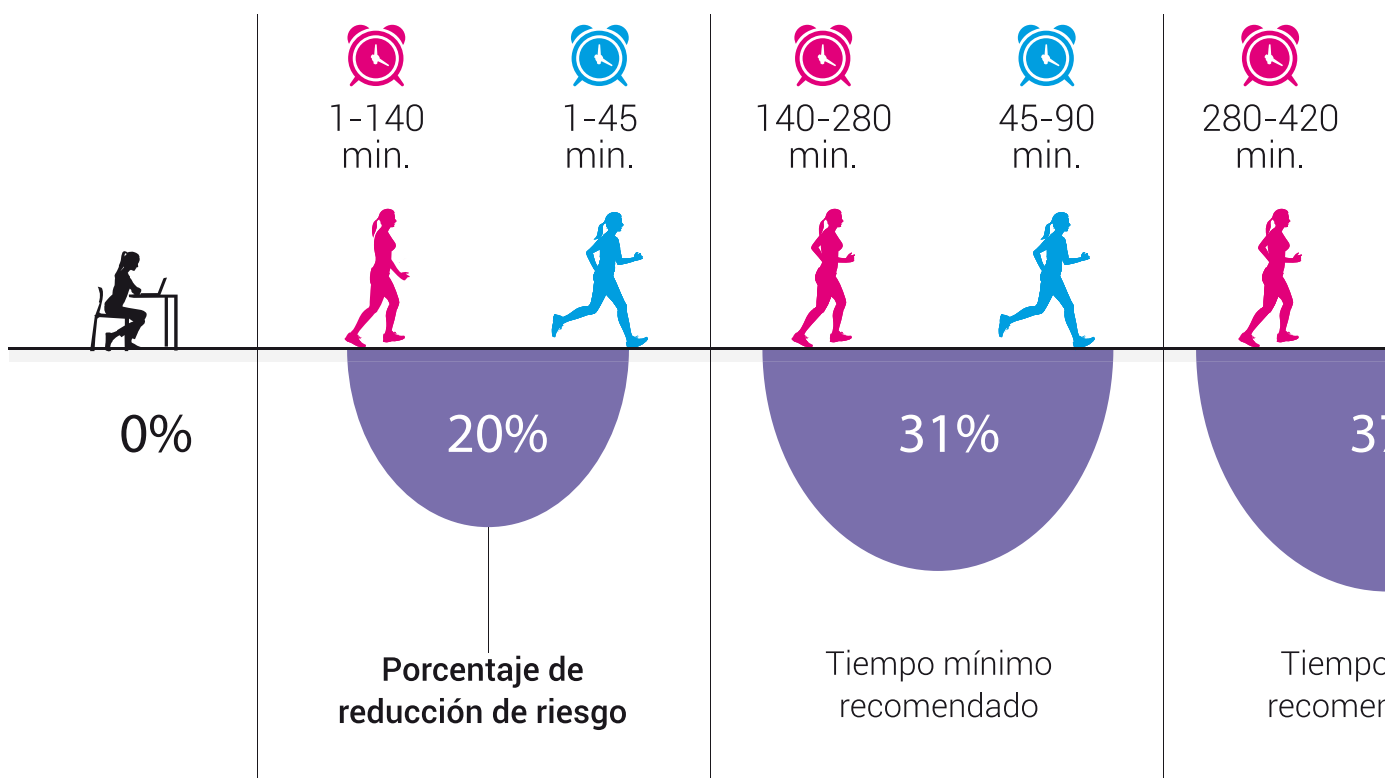 1-140
min.
1-45
min.
140-280
min.
45-90
min.
280-420
min.
0%
20%
31%
Porcentaje de
reducción de riesgo
Tiempo mínimo
recomendado
Tiempo